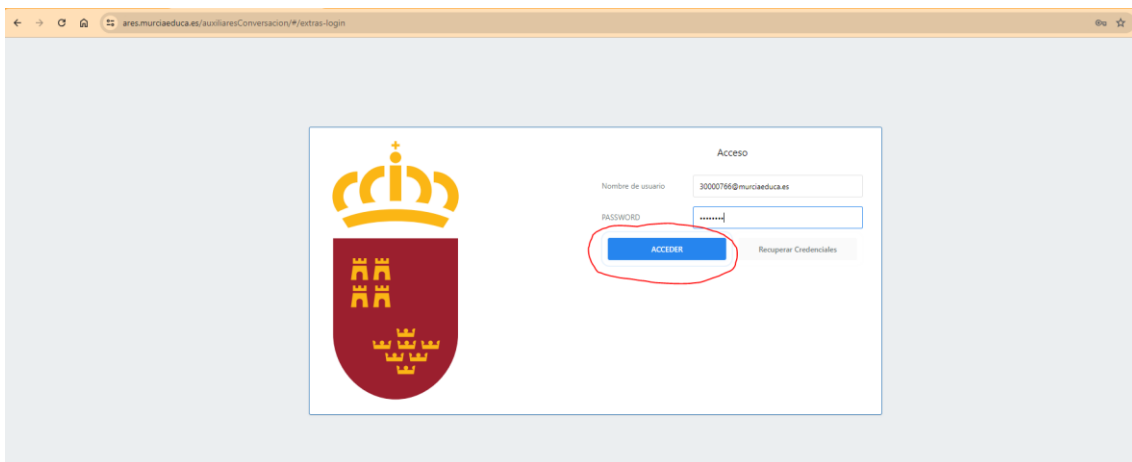 ares.murciaeduca.es/auxiliaresConversacion/#/extras-login
Acceso
Nombre de usuario 30000766@murciaeduca.es
PASSWORD ••••••••
ACCEDER Recuperar Credenciales